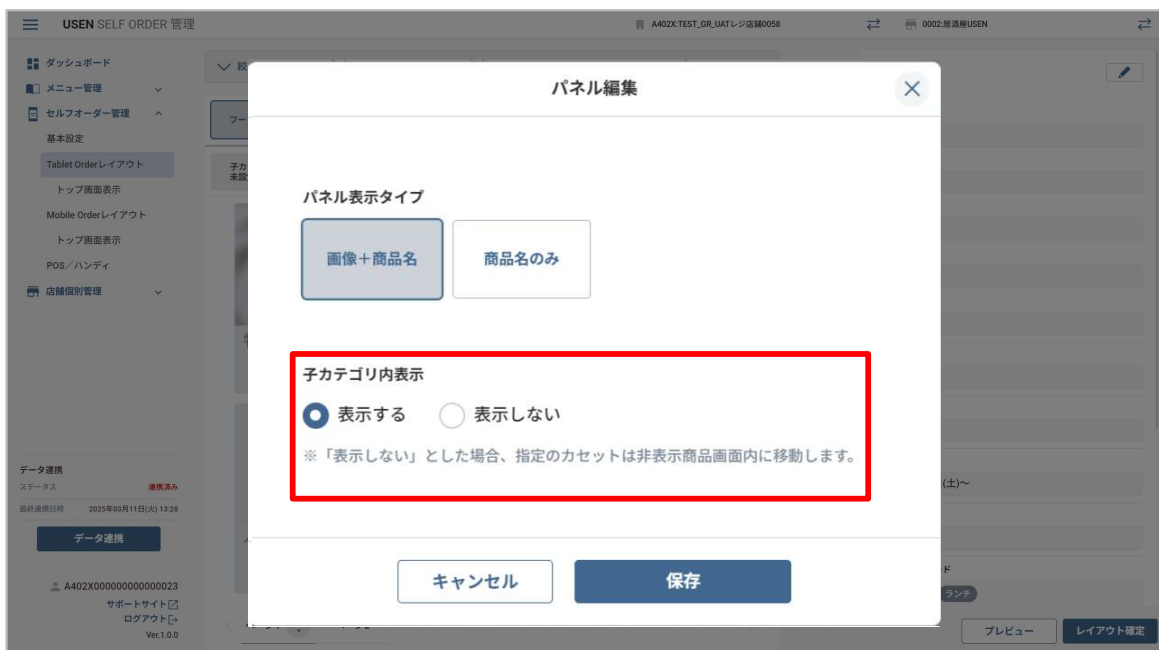 USEN SELF ORDER 管理
A402X:TEST_GR_UATレジ店舗0058
0002:居酒屋USEN
ダッシュボード
メニュー管理
セルフオーダー管理
基本設定
Tablet Orderレイアウト
トップ画面表示
Mobile Orderレイアウト
トップ画面表示
POS/ハンディ
店舗個別管理
データ連携
ステータス 連携済み
最終連携日時 2025年03月11日(火) 13:28
データ連携
A402X000000000000023
サポートサイト
ログアウト
Ver.1.0.0
フー
子カ
未設
パネル編集
パネル表示タイプ
画像+商品名
商品名のみ
子カテゴリ内表示
表示する
表示しない
※「表示しない」とした場合、指定のカセットは非表示商品画面内に移動します。
キャンセル
保存
(土)~
ド
ランチ
プレビュー
レイアウト確定